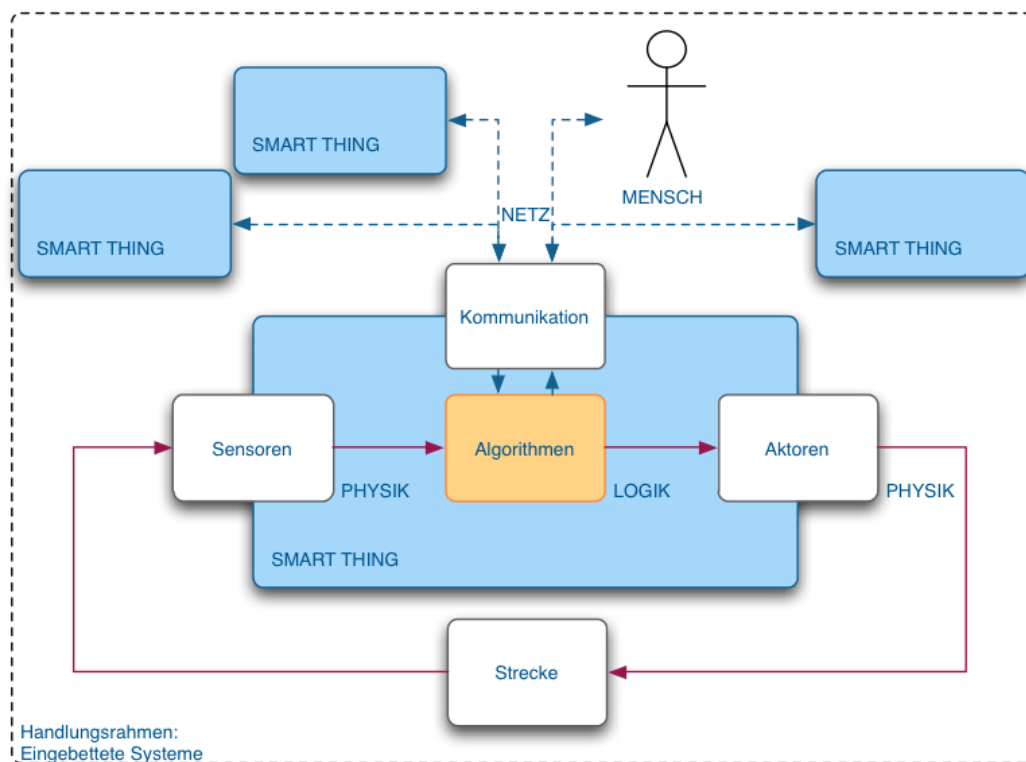 SMART THING
MENSCH
SMART THING
NETZ
SMART THING
Kommunikation
Sensoren
Algorithmen
Aktoren
PHYSIK
LOGIK
PHYSIK
SMART THING
Strecke
Handlungsrahmen:
Eingebettete Systeme